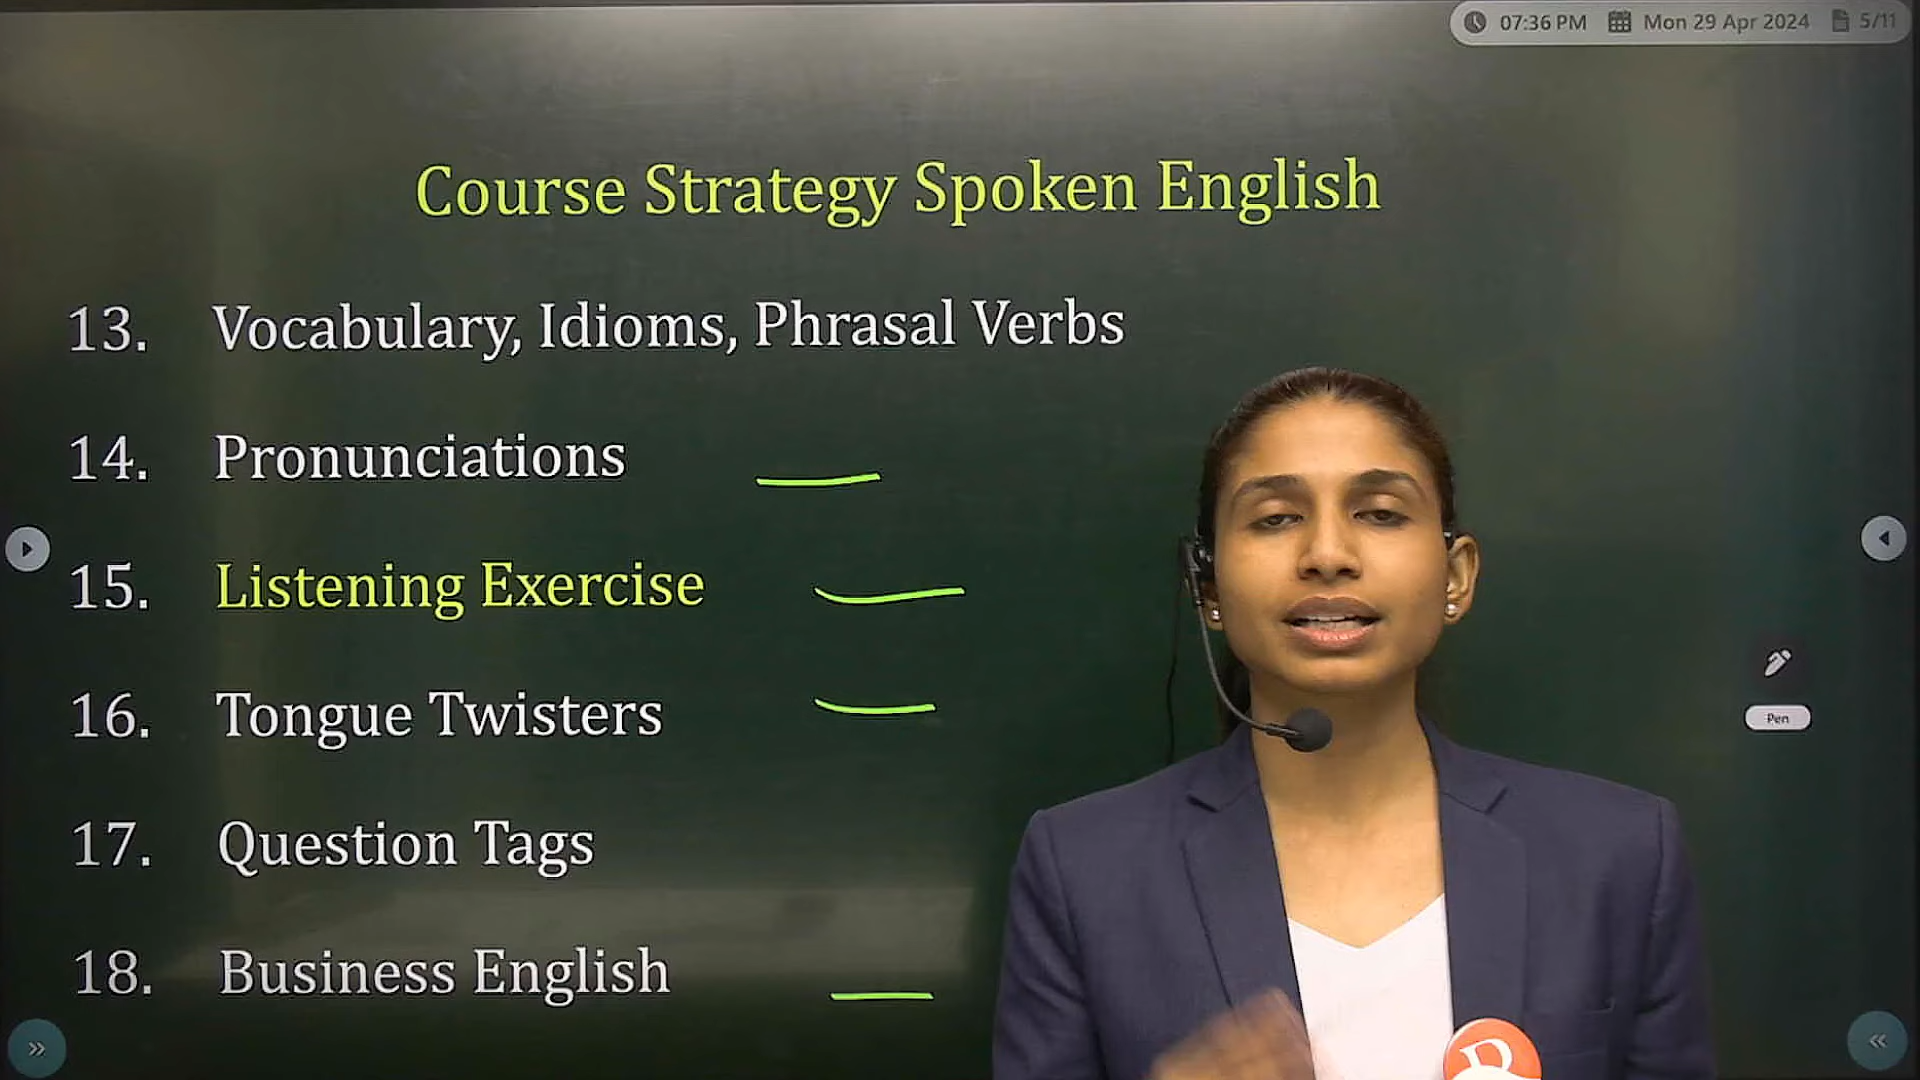 07:36 PM Mon 29 Apr 2024 5/11
Course Strategy Spoken English
13. Vocabulary, Idioms, Phrasal Verbs
14. Pronunciations
15. Listening Exercise
16. Tongue Twisters
17. Question Tags
18. Business English
Pen